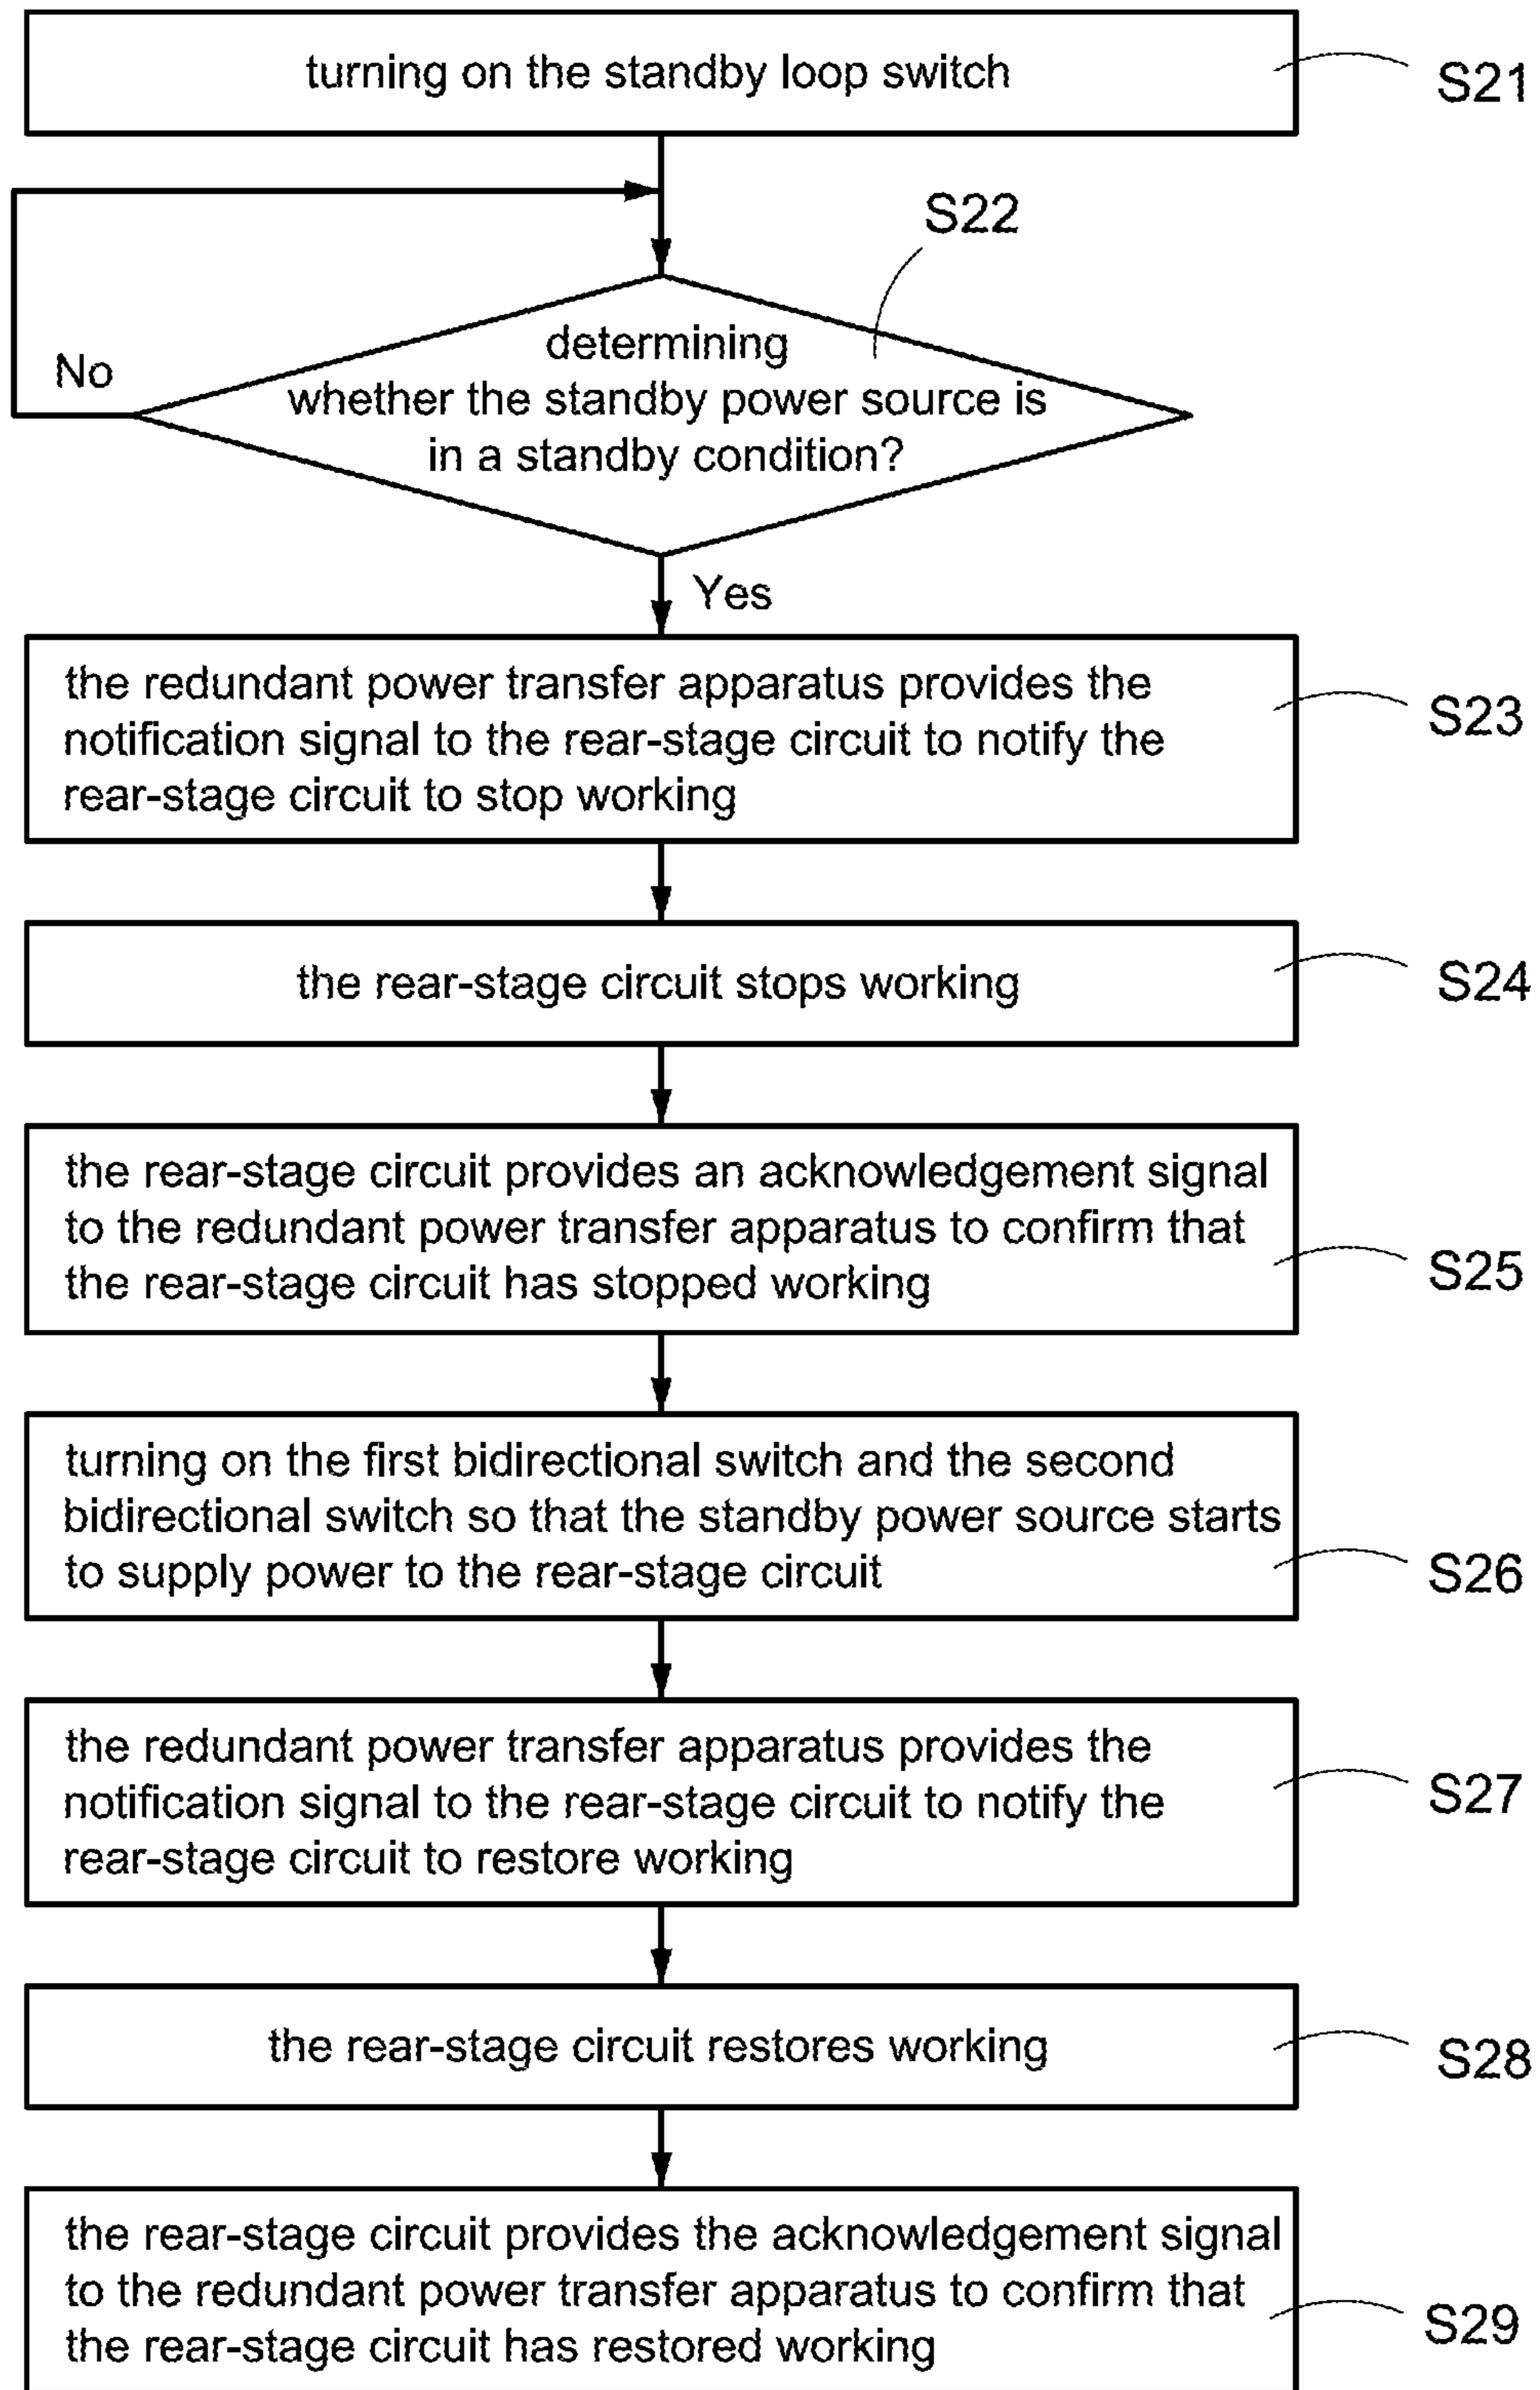 turning on the standby loop switch
S21
S22
determining
whether the standby power source is
in a standby condition?
No
Yes
the redundant power transfer apparatus provides the
notification signal to the rear-stage circuit to notify the
rear-stage circuit to stop working
S23
the rear-stage circuit stops working
S24
the rear-stage circuit provides an acknowledgement signal
to the redundant power transfer apparatus to confirm that
the rear-stage circuit has stopped working
S25
turning on the first bidirectional switch and the second
bidirectional switch so that the standby power source starts
to supply power to the rear-stage circuit
S26
the redundant power transfer apparatus provides the
notification signal to the rear-stage circuit to notify the
rear-stage circuit to restore working
S27
the rear-stage circuit restores working
S28
the rear-stage circuit provides the acknowledgement signal
to the redundant power transfer apparatus to confirm that
the rear-stage circuit has restored working
S29